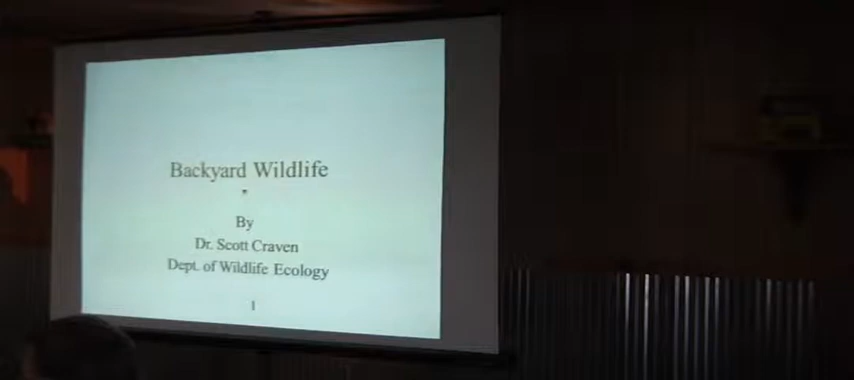 Backyard Wildlife
By
Dr. Scott Craven
Dept. of Wildlife Ecology
1